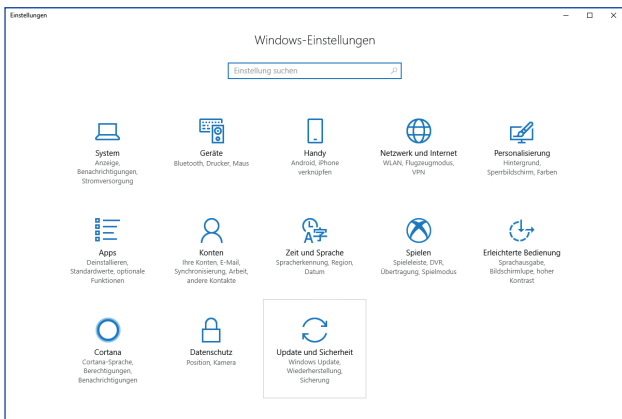 Einstellungen
Windows-Einstellungen
Einstellung suchen
System
Anzeige,
Benachrichtigungen,
Stromversorgung
Geräte
Bluetooth, Drucker, Maus
Handy
Android, iPhone
verknüpfen
Netzwerk und Internet
WLAN, Flugzeugmodus,
VPN
Personalisierung
Hintergrund,
Sperrbildschirm, Farben
Apps
Deinstallieren,
Standardwerte, optionale
Funktionen
Konten
Ihre Konten, E-Mail,
Synchronisierung, Arbeit,
andere Kontakte
Zeit und Sprache
Spracherkennung, Region,
Datum
Spielen
Spieleleiste, DVR,
Übertragung, Spielmodus
Erleichterte Bedienung
Sprachausgabe,
Bildschirmlupe, hoher
Kontrast
Cortana
Cortana-Sprache,
Berechtigungen,
Benachrichtigungen
Datenschutz
Position, Kamera
Update und Sicherheit
Windows Update,
Wiederherstellung,
Sicherung